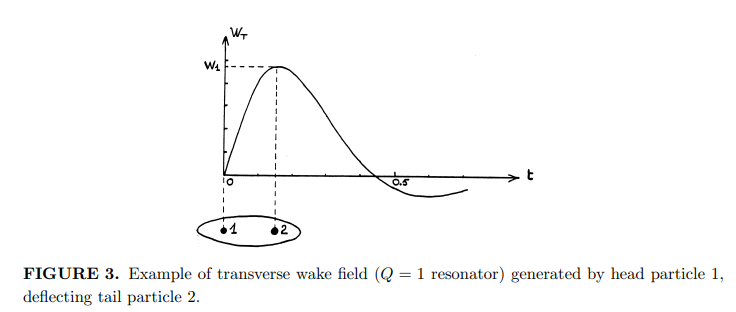 W_T
W_1
0
0.5
t
1
2
FIGURE 3. Example of transverse wake field (Q = 1 resonator) generated by head particle 1,
deflecting tail particle 2.